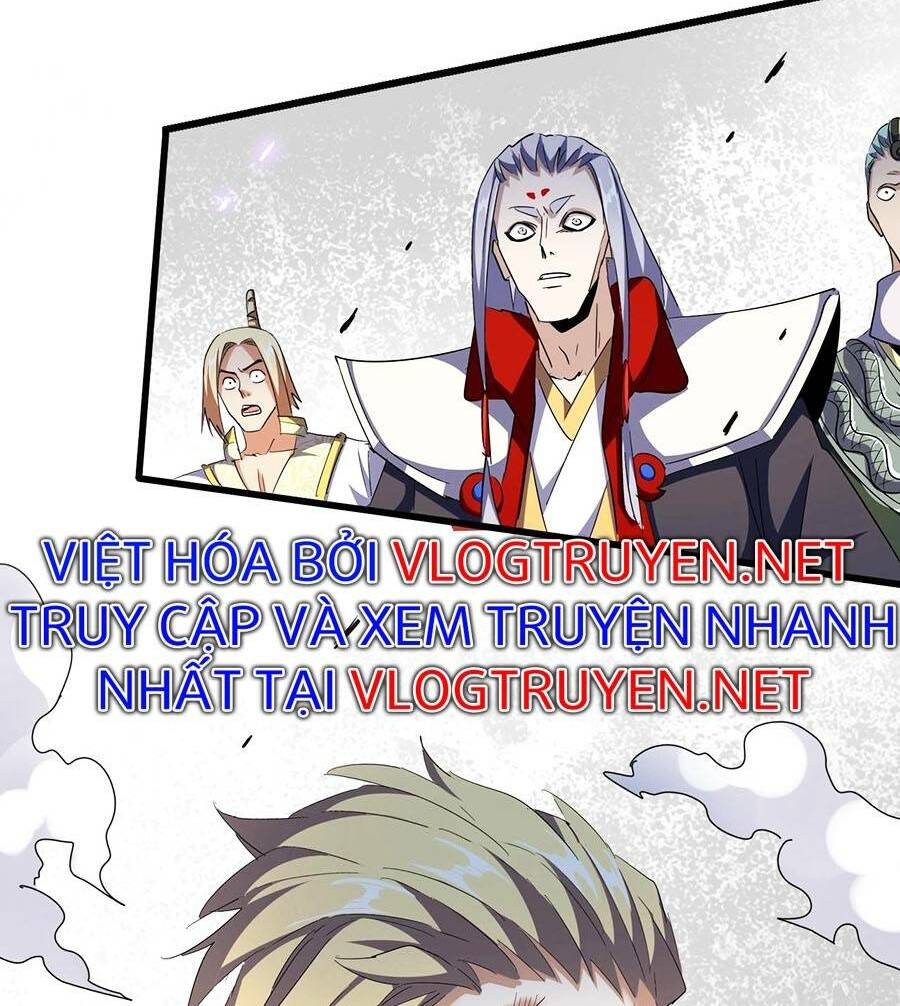 VIỆT HÓA BỞI VLOGTRUYEN.NET
TRUY CẬP VÀ XEM TRUYỆN NHANH
NHẤT TẠI VLOGTRUYEN.NET